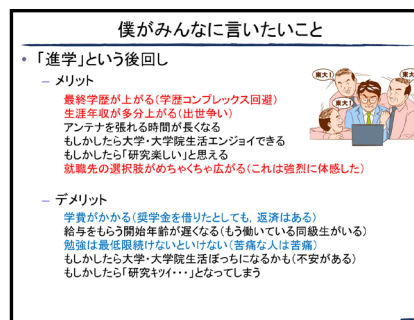 僕がみんなに言いたいこと
• 「進学」という後回し
– メリット
最終学歴が上がる(学歴コンプレックス回避)
生涯年収が多分上がる(出世争い)
アンテナを張れる時間が長くなる
もしかしたら大学・大学院生活エンジョイできる
もしかしたら「研究楽しい」と思える
就職先の選択肢がめちゃくちゃ広がる(これは強烈に体感した)
東大!
東大!
東大!
– デメリット
学費がかかる(奨学金を借りたとしても,返済はある)
給与をもらう開始年齢が遅くなる(もう働いている同級生がいる)
勉強は最低限続けないといけない(苦痛な人は苦痛)
もしかしたら大学・大学院生活ぼっちになるかも(不安がある)
もしかしたら「研究キツイ・・・」となってしまう